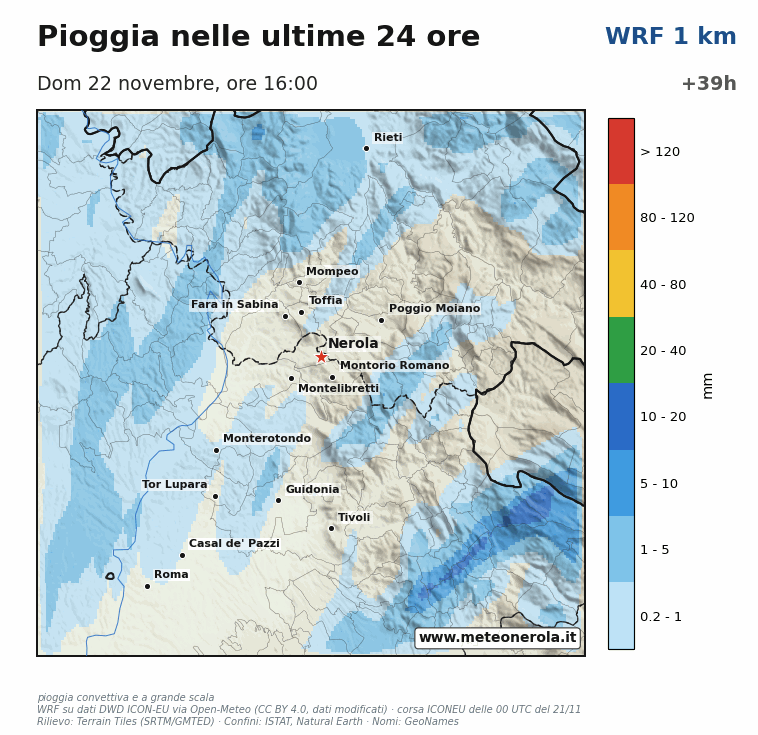 Pioggia nelle ultime 24 ore
WRF 1 km
Dom 22 novembre, ore 16:00
+39h
Rieti
Mompeo
Fara in Sabina
Toffia
Poggio Moiano
Nerola
Montorio Romano
Montelibretti
Monterotondo
Tor Lupara
Guidonia
Tivoli
Casal de' Pazzi
Roma
www.meteonerola.it
> 120
80 - 120
40 - 80
20 - 40
10 - 20
5 - 10
1 - 5
0.2 - 1
mm
pioggia convettiva e a grande scala
WRF su dati DWD ICON-EU via Open-Meteo (CC BY 4.0, dati modificati) · corsa ICONEU delle 00 UTC del 21/11
Rilievo: Terrain Tiles (SRTM/GMTED) · Confini: ISTAT, Natural Earth · Nomi: GeoNames